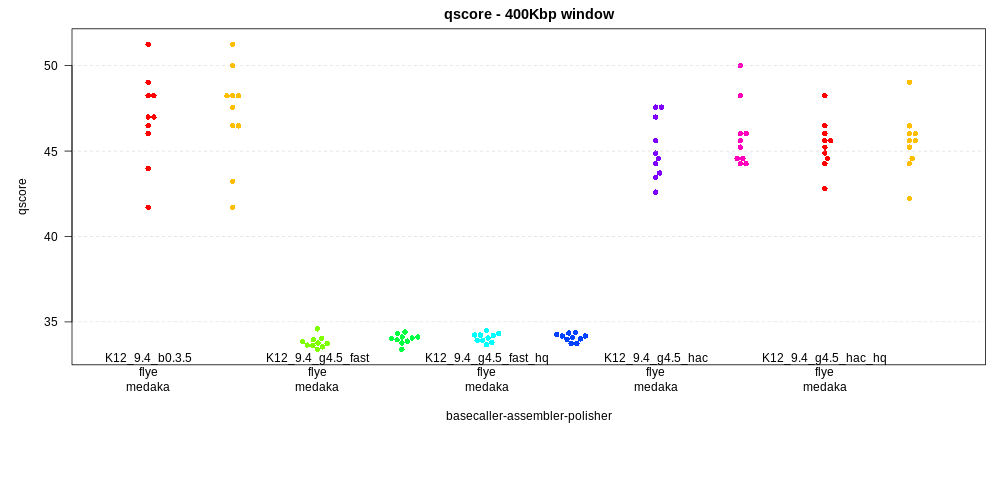 qscore - 400Kbp window
50
45
40
35
qscore
K12_9.4_b0.3.5 K12_9.4_g4.5_fast K12_9.4_g4.5_fast_hq K12_9.4_g4.5_hac K12_9.4_g4.5_hac_hq
flye flye flye flye flye
medaka medaka medaka medaka medaka
basecaller-assembler-polisher